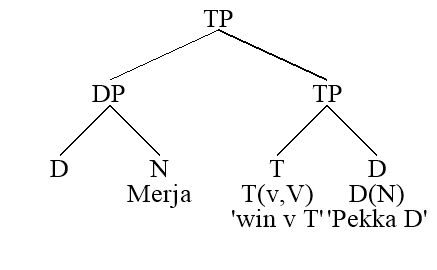 TP
DP TP
D N T D
Merja T(v,V) D(N)
'win v T' 'Pekka D'